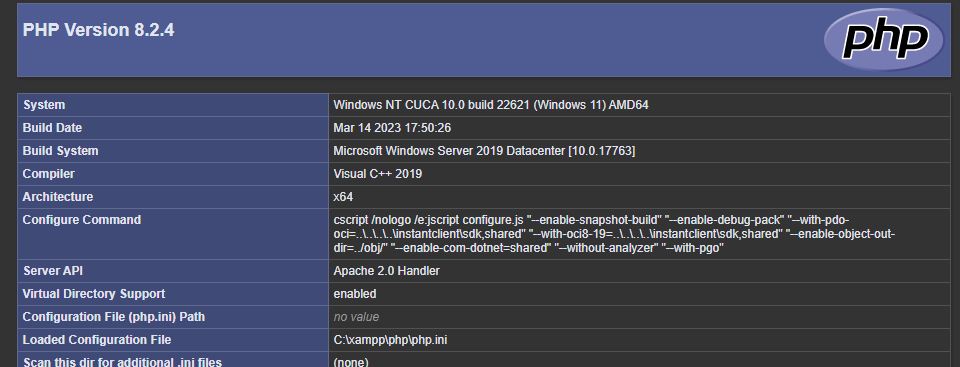 PHP Version 8.2.4
php
System Windows NT CUCA 10.0 build 22621 (Windows 11) AMD64
Build Date Mar 14 2023 17:50:26
Build System Microsoft Windows Server 2019 Datacenter [10.0.17763]
Compiler Visual C++ 2019
Architecture x64
Configure Command cscript /nologo /e:jscript configure.js "--enable-snapshot-build" "--enable-debug-pack" "--with-pdo-
oci=..\..\..\..\instantclient\sdk,shared" "--with-oci8-19=..\..\..\..\instantclient\sdk,shared" "--enable-object-out-
dir=../obj/" "--enable-com-dotnet=shared" "--without-analyzer" "--with-pgo"
Server API Apache 2.0 Handler
Virtual Directory Support enabled
Configuration File (php.ini) Path no value
Loaded Configuration File C:\xampp\php\php.ini
Scan this dir for additional .ini files (none)